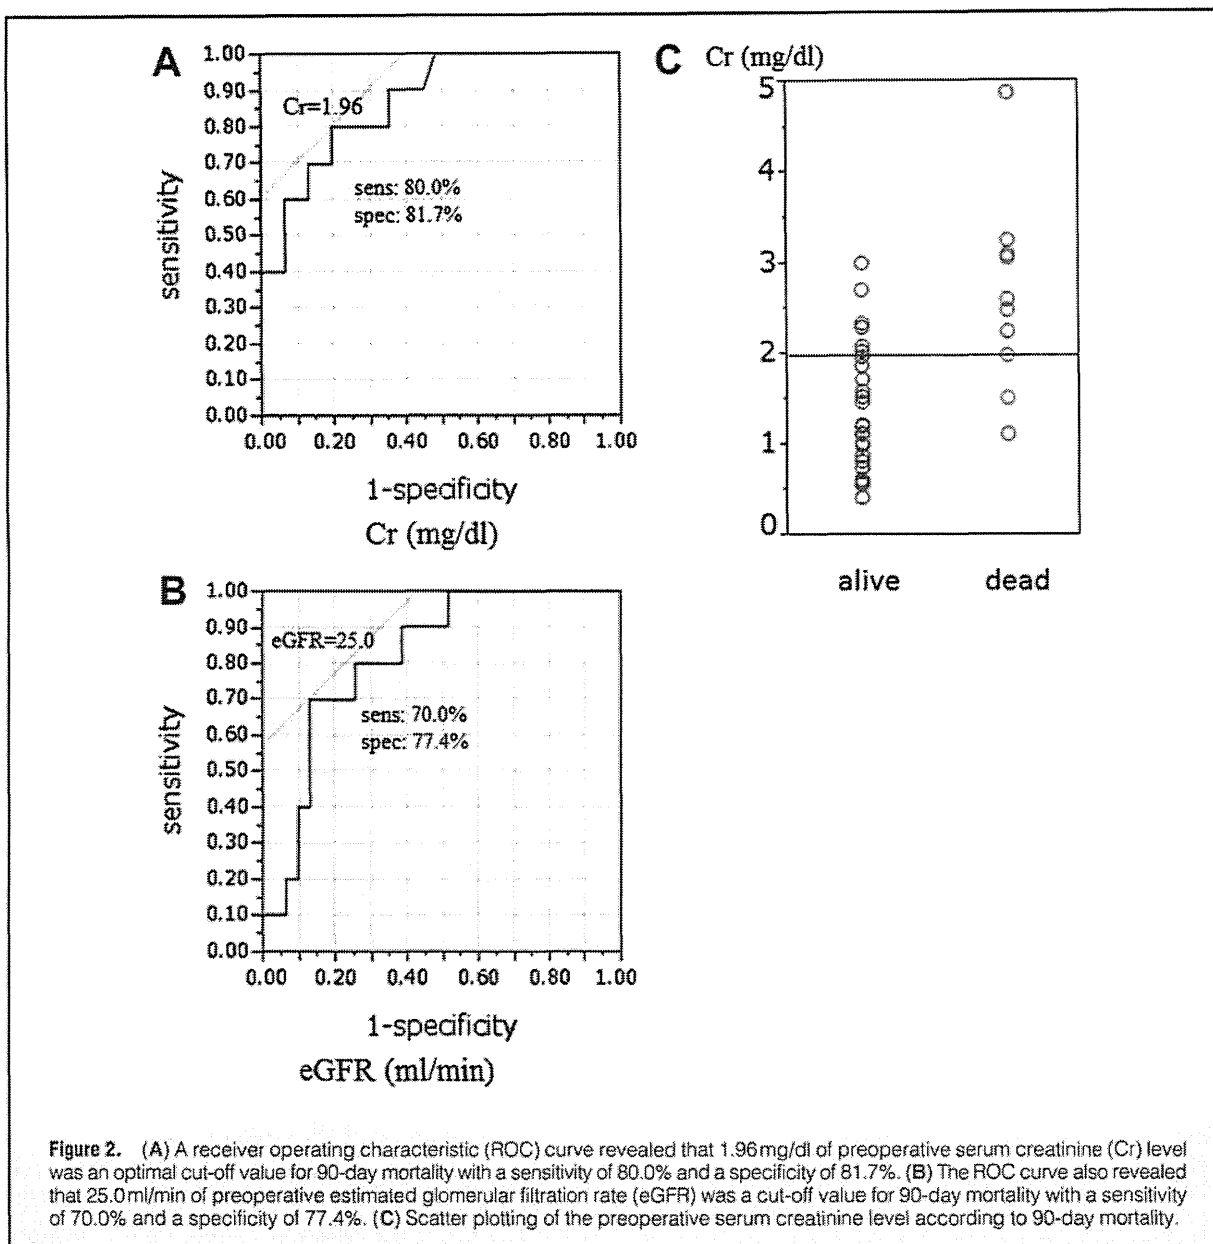 A
1.00
0.90
0.80
0.70
0.60
0.50
0.40
0.30
0.20
0.10
0.00
sensitivity
Cr=1.96
sens: 80.0%
spec: 81.7%
0.00 0.20 0.40 0.60 0.80 1.00
1-specificity
Cr (mg/dl)
B
1.00
0.90
0.80
0.70
0.60
0.50
0.40
0.30
0.20
0.10
0.00
sensitivity
eGFR=25.0
sens: 70.0%
spec: 77.4%
0.00 0.20 0.40 0.60 0.80 1.00
1-specificity
eGFR (ml/min)
C Cr (mg/dl)
5
4
3
2
1
0
alive dead
Figure 2. (A) A receiver operating characteristic (ROC) curve revealed that 1.96 mg/dl of preoperative serum creatinine (Cr) level
was an optimal cut-off value for 90-day mortality with a sensitivity of 80.0% and a specificity of 81.7%. (B) The ROC curve also revealed
that 25.0 ml/min of preoperative estimated glomerular filtration rate (eGFR) was a cut-off value for 90-day mortality with a sensitivity
of 70.0% and a specificity of 77.4%. (C) Scatter plotting of the preoperative serum creatinine level according to 90-day mortality.